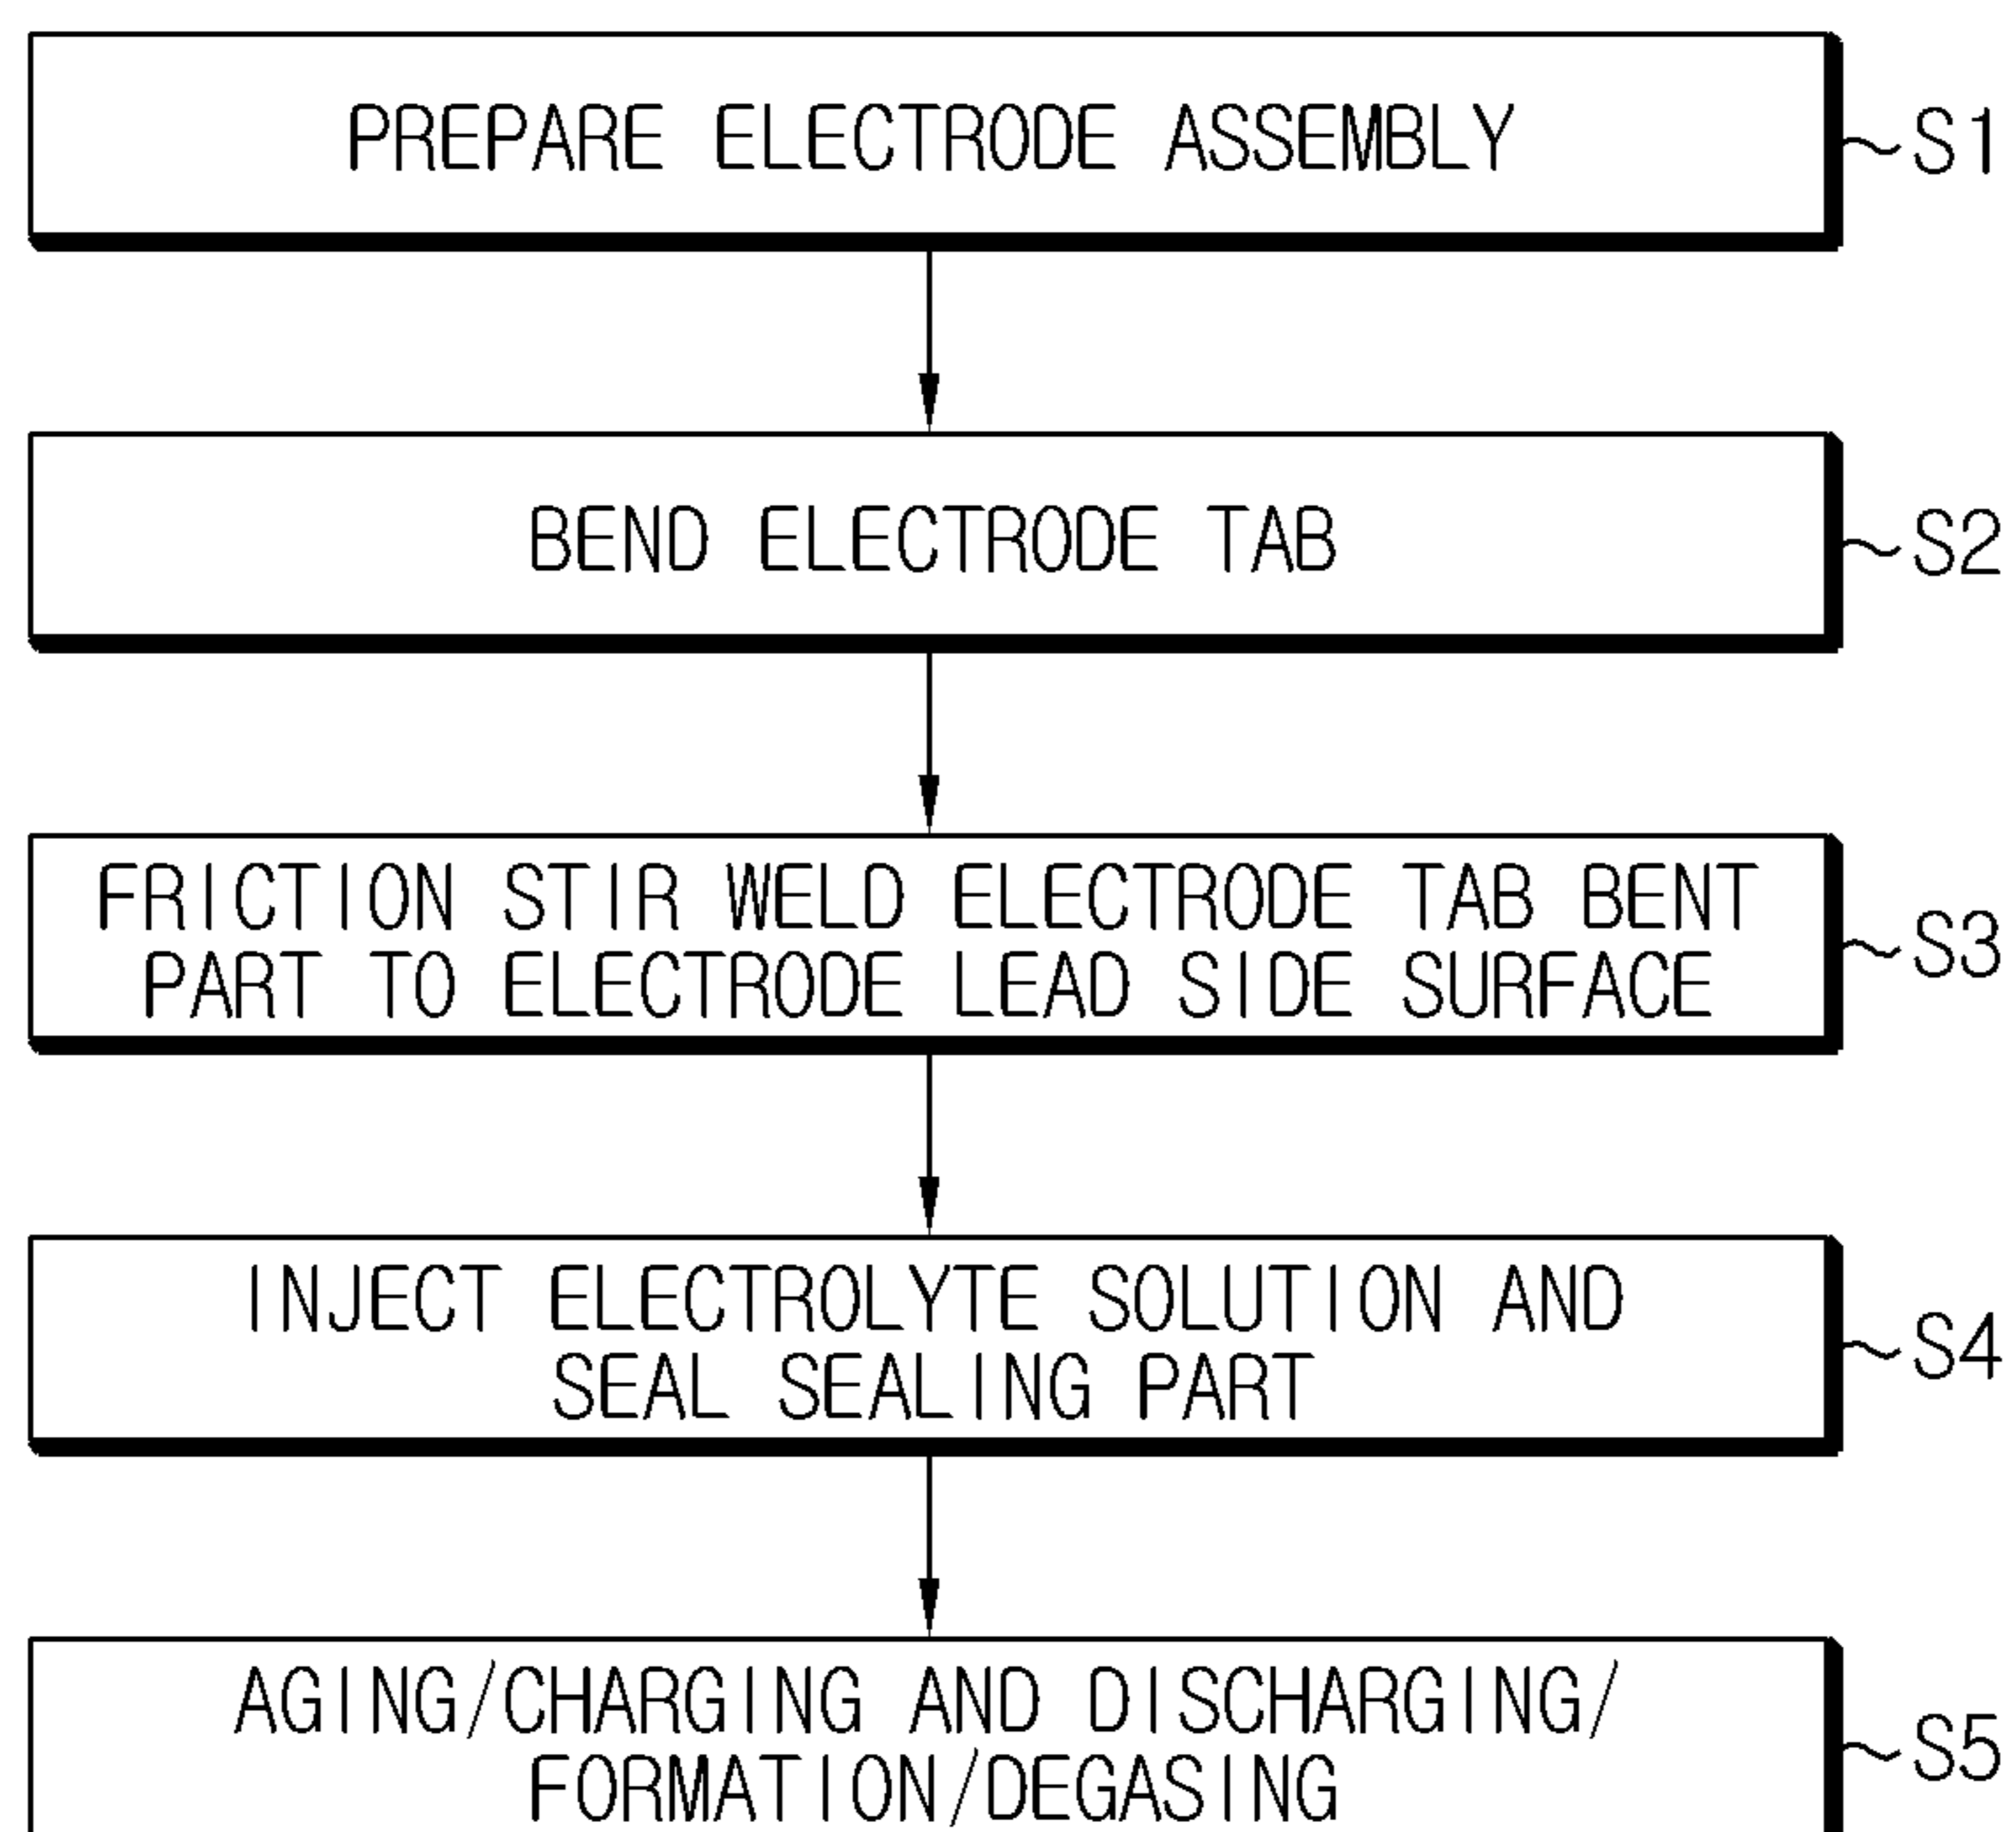 PREPARE ELECTRODE ASSEMBLY
S1
BEND ELECTRODE TAB
S2
FRICTION STIR WELD ELECTRODE TAB BENT
PART TO ELECTRODE LEAD SIDE SURFACE
S3
INJECT ELECTROLYTE SOLUTION AND
SEAL SEALING PART
S4
AGING/CHARGING AND DISCHARGING/
FORMATION/DEGASING
S5